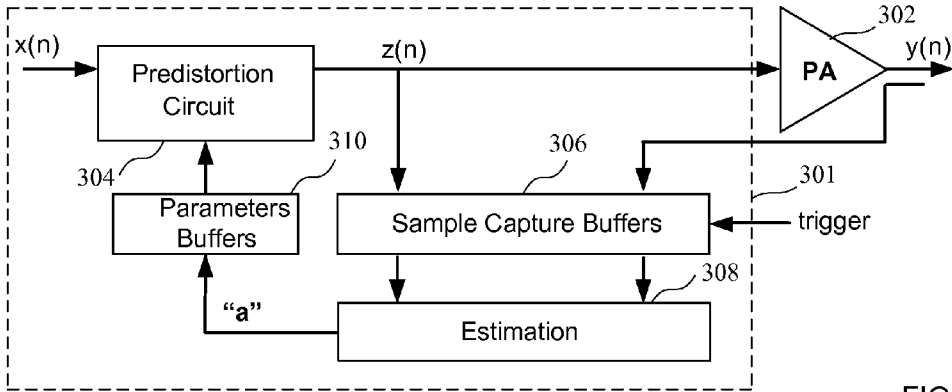 x(n)
Predistortion
Circuit
z(n)
302
PA
y(n)
304
310
306
301
Parameters
Buffers
Sample Capture Buffers
trigger
308
“a”
Estimation
FIG